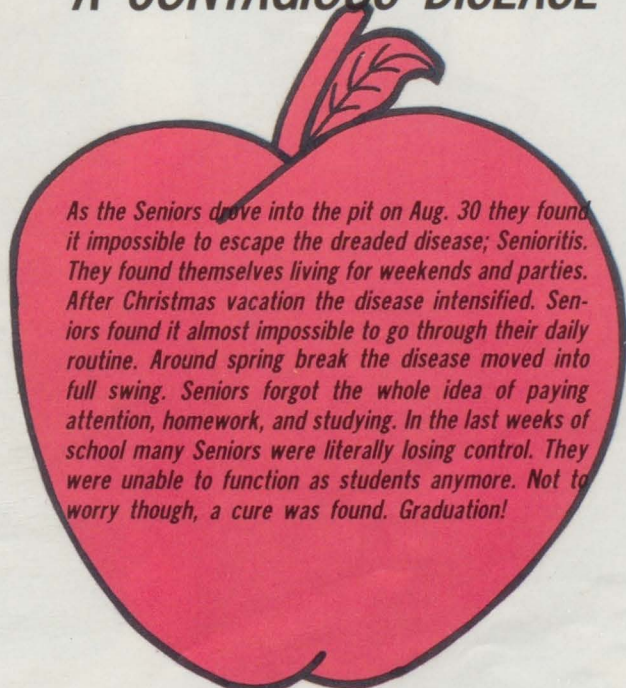 A CONTAGIOUS DISEASE
As the Seniors drove into the pit on Aug. 30 they found
it impossible to escape the dreaded disease; Senioritis.
They found themselves living for weekends and parties.
After Christmas vacation the disease intensified. Sen-
iors found it almost impossible to go through their daily
routine. Around spring break the disease moved into
full swing. Seniors forgot the whole idea of paying
attention, homework, and studying. In the last weeks of
school many Seniors were literally losing control. They
were unable to function as students anymore. Not to
worry though, a cure was found. Graduation!